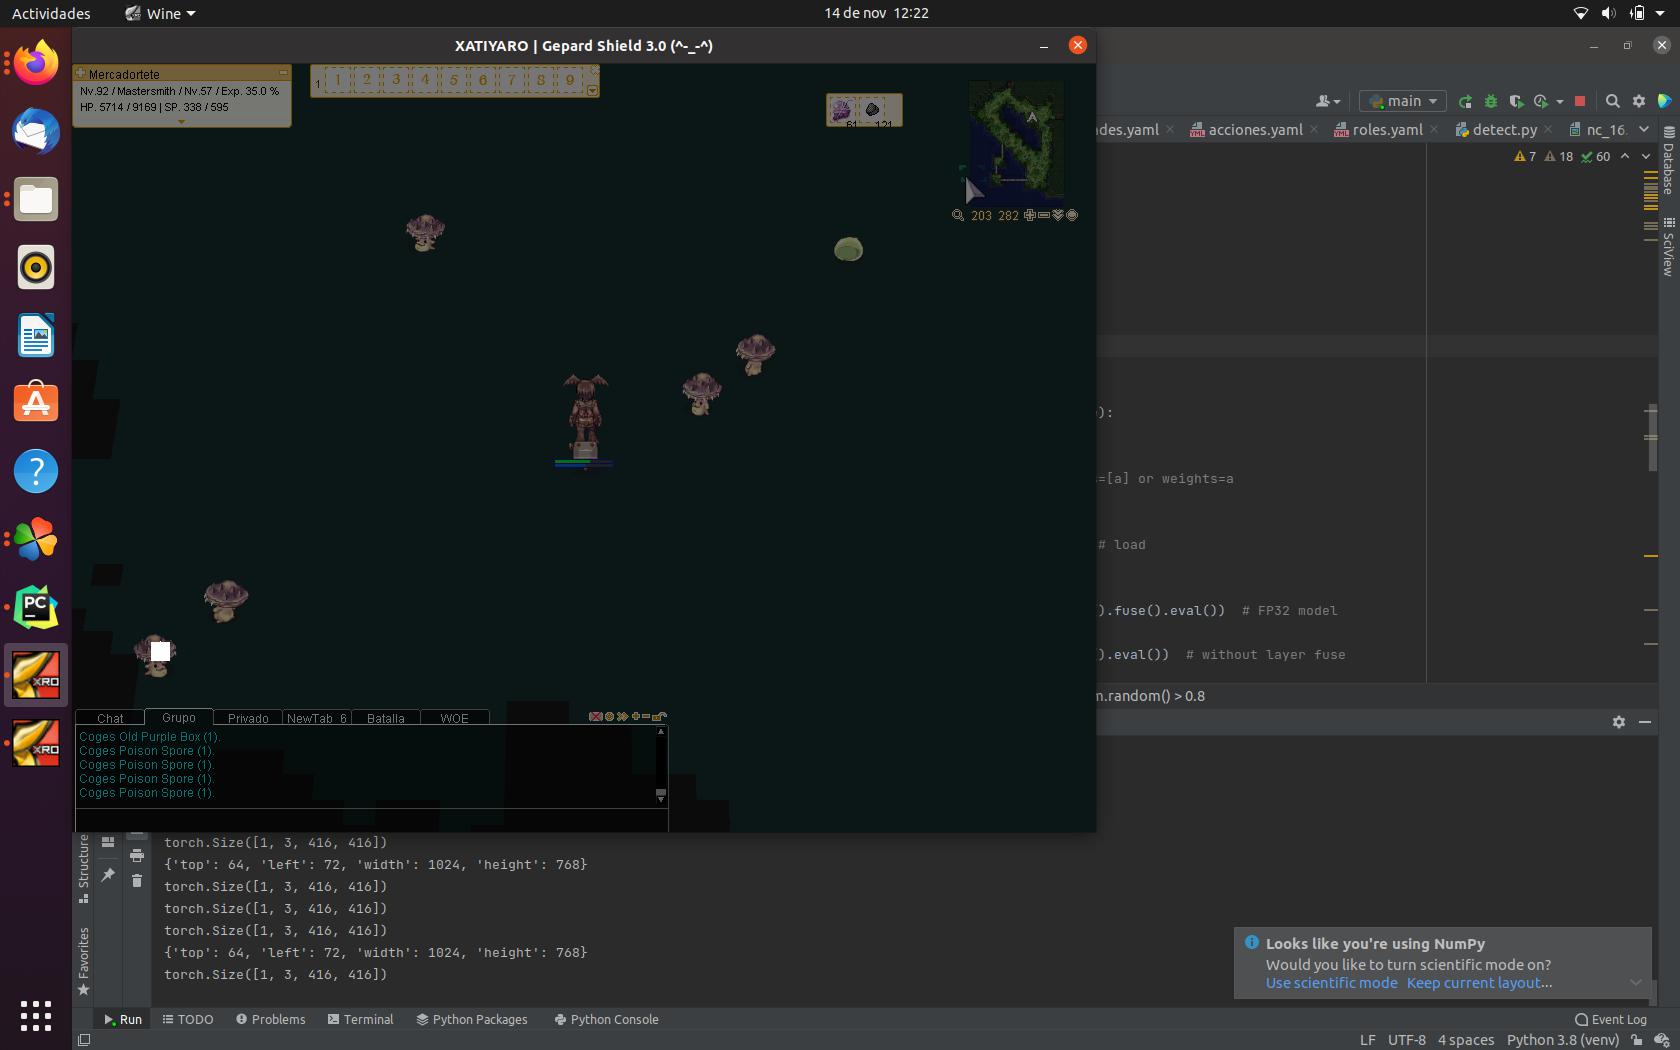 Actividades
Wine
14 de nov 12:22
XATIYARO | Gepard Shield 3.0 (^-_-^)
Mercadortete
Nv.92 / Mastersmith / Nv.57 / Exp. 35.0 %
HP. 5714 / 9169 | SP. 338 / 595
1 1 2 3 4 5 6 7 8 9
61 121
203 282
main
des.yaml
acciones.yaml
roles.yaml
detect.py
nc_16.
7 18 60
Database
SciView
):
=[a] or weights=a
# load
).fuse().eval()) # FP32 model
).eval()) # without layer fuse
m.random() > 0.8
PC
XRO
XRO
Chat Grupo Privado NewTab 6 Batalla WOE
Coges Old Purple Box (1).
Coges Poison Spore (1).
Coges Poison Spore (1).
Coges Poison Spore (1).
Coges Poison Spore (1).
Structure
Favorites
torch.Size([1, 3, 416, 416])
{'top': 64, 'left': 72, 'width': 1024, 'height': 768}
torch.Size([1, 3, 416, 416])
torch.Size([1, 3, 416, 416])
torch.Size([1, 3, 416, 416])
{'top': 64, 'left': 72, 'width': 1024, 'height': 768}
torch.Size([1, 3, 416, 416])
Looks like you're using NumPy
Would you like to turn scientific mode on?
Use scientific mode Keep current layout...
Run TODO Problems Terminal Python Packages Python Console
Event Log
LF UTF-8 4 spaces Python 3.8 (venv)